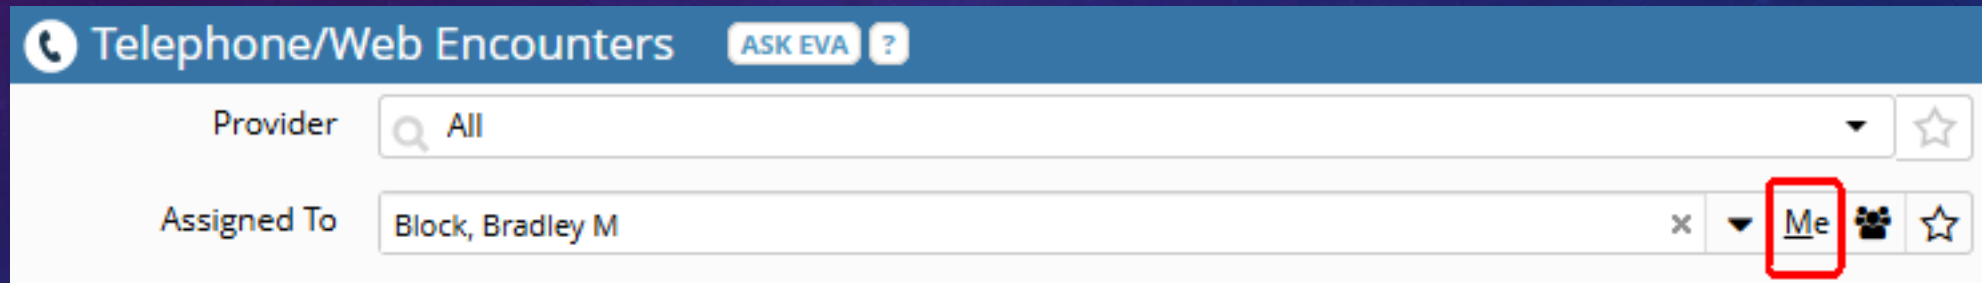 Telephone/Web Encounters ASK EVA ?
Provider All
Assigned To Block, Bradley M × Me